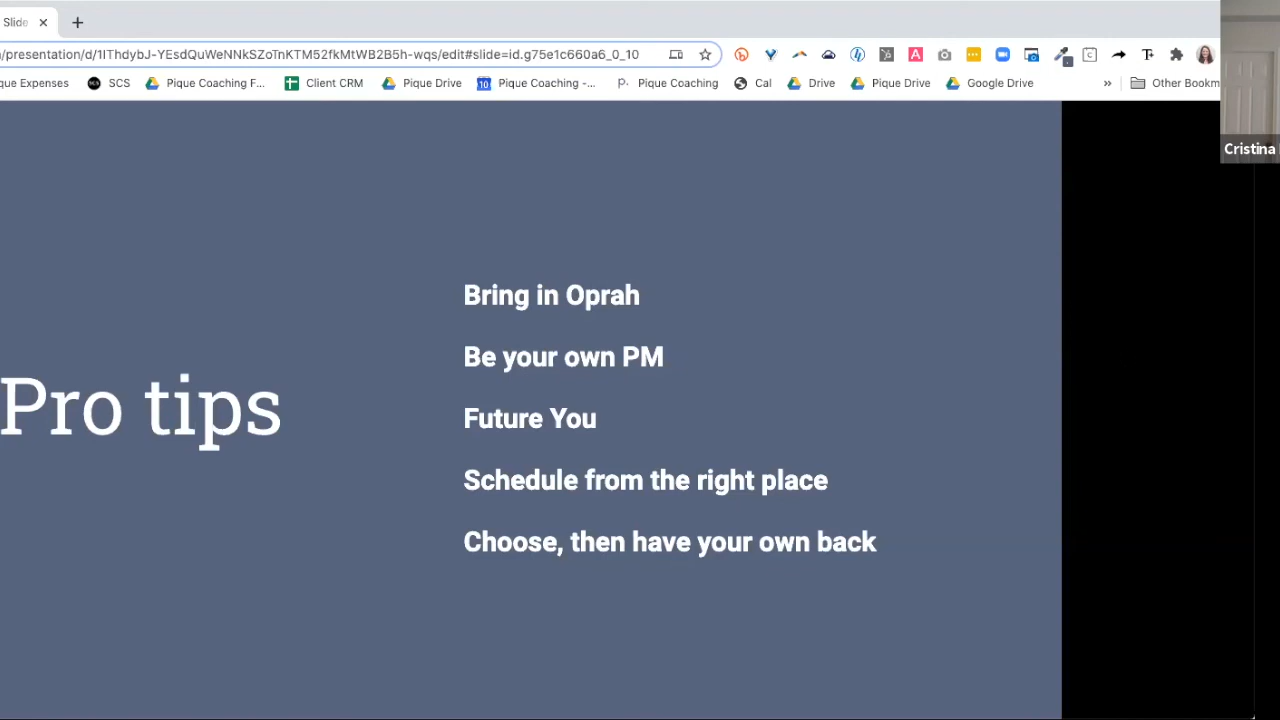 Slide
/presentation/d/1IThdybJ-YEsdQuWeNNkSZoTnKTM52fkMtWB2B5h-wqs/edit#slide=id.g75e1c660a6_0_10
que Expenses
SCS
Pique Coaching F...
Client CRM
Pique Drive
10
Pique Coaching -...
Pique Coaching
Cal
Drive
Pique Drive
Google Drive
»
Other Bookm
Cristina
Pro tips
Bring in Oprah
Be your own PM
Future You
Schedule from the right place
Choose, then have your own back